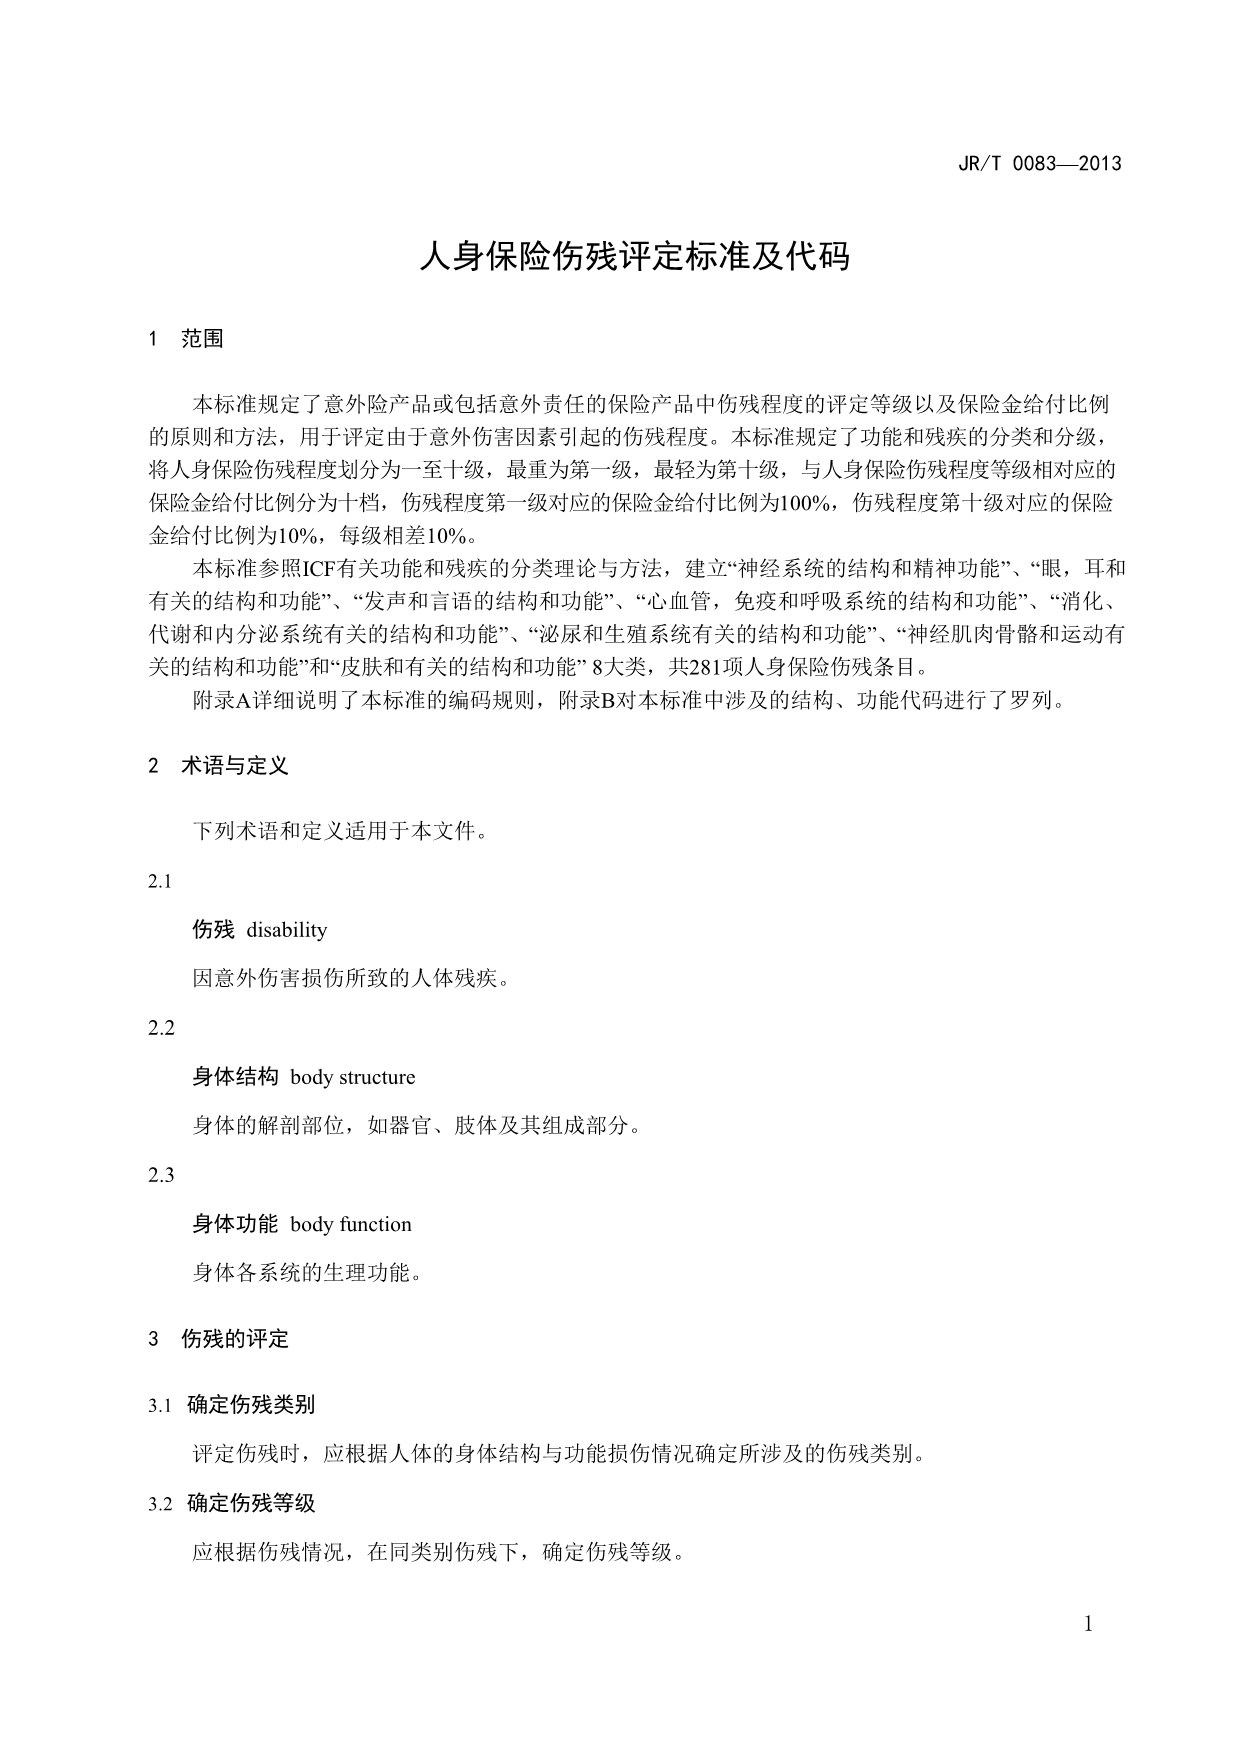 JR/T 0083—2013
人身保险伤残评定标准及代码
1 范围
本标准规定了意外险产品或包括意外责任的保险产品中伤残程度的评定等级以及保险金给付比例
的原则和方法，用于评定由于意外伤害因素引起的伤残程度。本标准规定了功能和残疾的分类和分级，
将人身保险伤残程度划分为一至十级，最重为第一级，最轻为第十级，与人身保险伤残程度等级相对应的
保险金给付比例分为十档，伤残程度第一级对应的保险金给付比例为100%，伤残程度第十级对应的保险
金给付比例为10%，每级相差10%。
本标准参照ICF有关功能和残疾的分类理论与方法，建立“神经系统的结构和精神功能”、“眼，耳和
有关的结构和功能”、“发声和言语的结构和功能”、“心血管，免疫和呼吸系统的结构和功能”、“消化、
代谢和内分泌系统有关的结构和功能”、“泌尿和生殖系统有关的结构和功能”、“神经肌肉骨骼和运动有
关的结构和功能”和“皮肤和有关的结构和功能” 8大类，共281项人身保险伤残条目。
附录A详细说明了本标准的编码规则，附录B对本标准中涉及的结构、功能代码进行了罗列。
2 术语与定义
下列术语和定义适用于本文件。
2.1
伤残 disability
因意外伤害损伤所致的人体残疾。
2.2
身体结构 body structure
身体的解剖部位，如器官、肢体及其组成部分。
2.3
身体功能 body function
身体各系统的生理功能。
3 伤残的评定
3.1 确定伤残类别
评定伤残时，应根据人体的身体结构与功能损伤情况确定所涉及的伤残类别。
3.2 确定伤残等级
应根据伤残情况，在同类别伤残下，确定伤残等级。
1